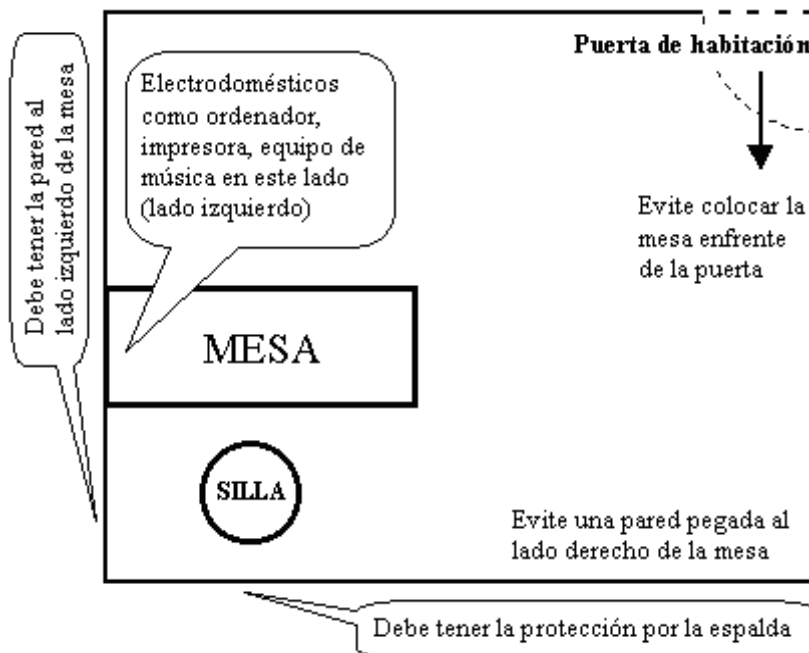 Puerta de habitación
Debe tener la pared al
lado izquierdo de la mesa
Electrodomésticos
como ordenador,
impresora, equipo de
música en este lado
(lado izquierdo)
Evite colocar la
mesa enfrente
de la puerta
MESA
SILLA
Evite una pared pegada al
lado derecho de la mesa
Debe tener la protección por la espalda